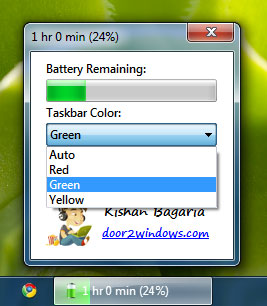 1 hr 0 min (24%)
Battery Remaining:
Taskbar Color:
Green
Auto
Red
Green
Yellow
Kishan Bagaria
door2windows.com
1 hr 0 min (24%)